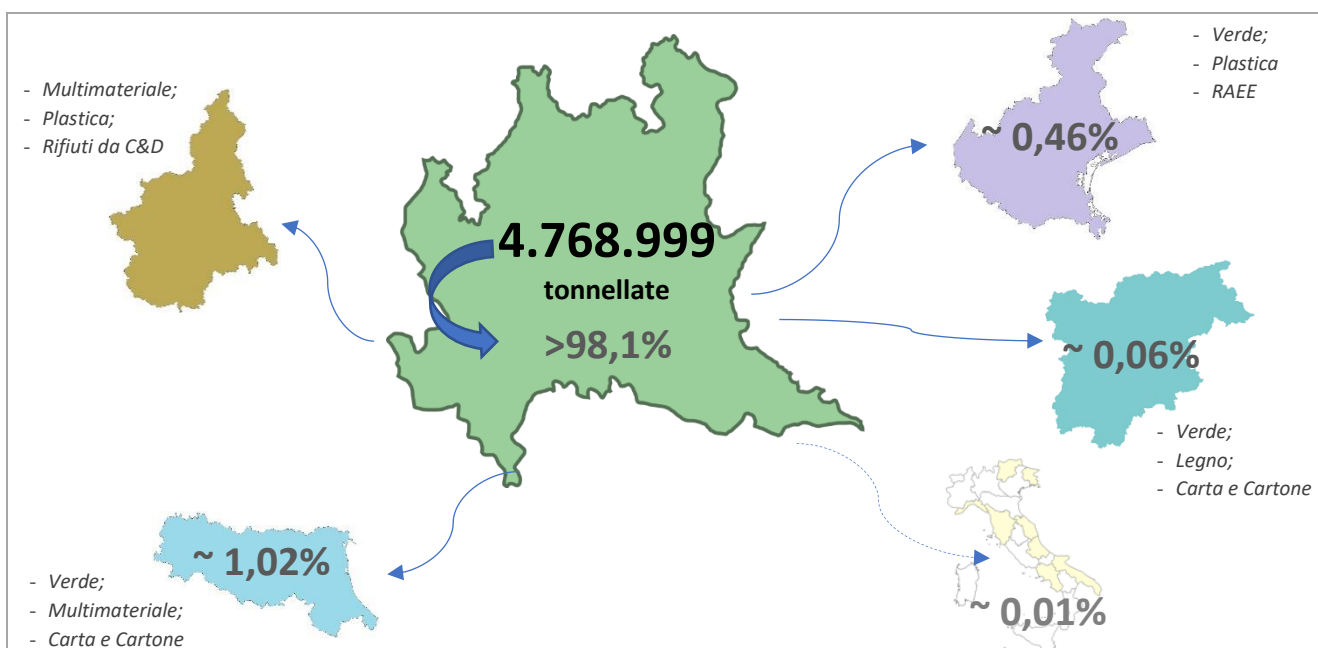 - Multimateriale;
- Plastica;
- Rifiuti da C&D
- Verde;
- Plastica
- RAEE
~ 0,46%
4.768.999
tonnellate
>98,1%
~ 0,06%
- Verde;
- Legno;
- Carta e Cartone
~ 1,02%
- Verde;
- Multimateriale;
- Carta e Cartone
~ 0,01%